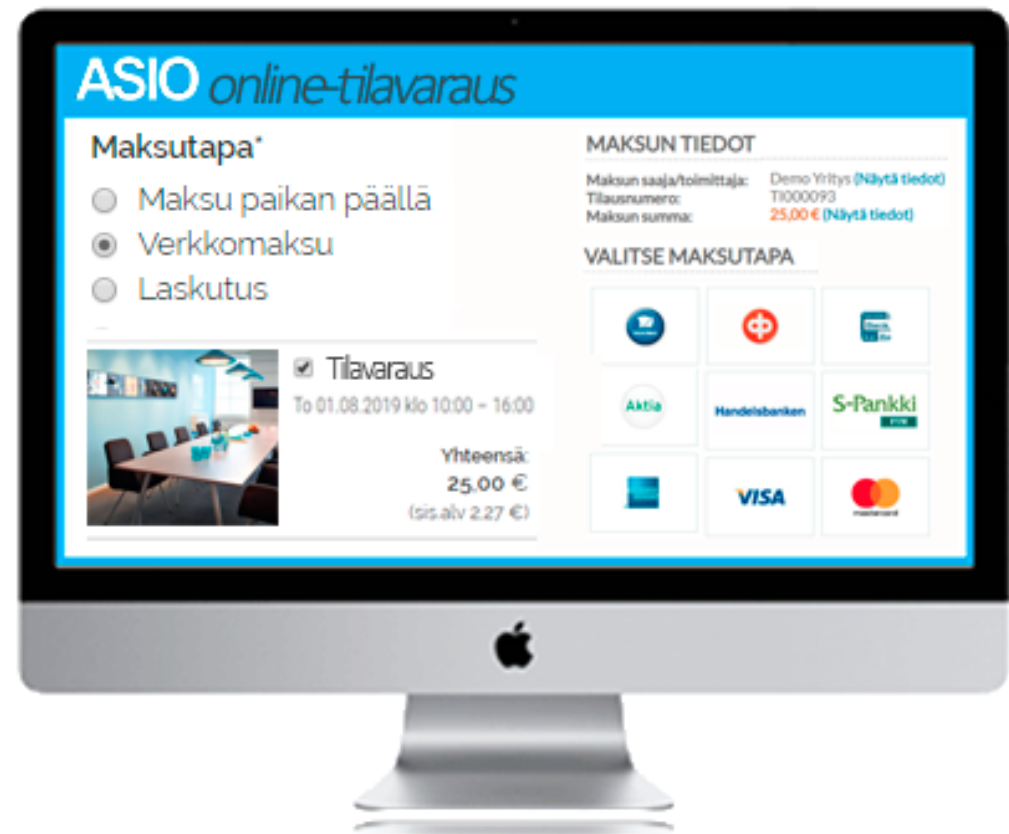 ASIO online-tilavaraus
Maksutapa*
Maksu paikan päällä
Verkkomaksu
Laskutus
Tilavaraus
To 01.08.2019 klo 10:00 – 16:00
Yhteensä:
25,00 €
(sis.alv 2,27 €)
MAKSUN TIEDOT
Maksun saaja/toimittaja: Demo Yritys (Näytä tiedot)
Tilausnumero: TI000093
Maksun summa: 25,00 € (Näytä tiedot)
VALITSE MAKSUTAPA
Aktia
Handelsbanken
S-Pankki
VISA
mastercard